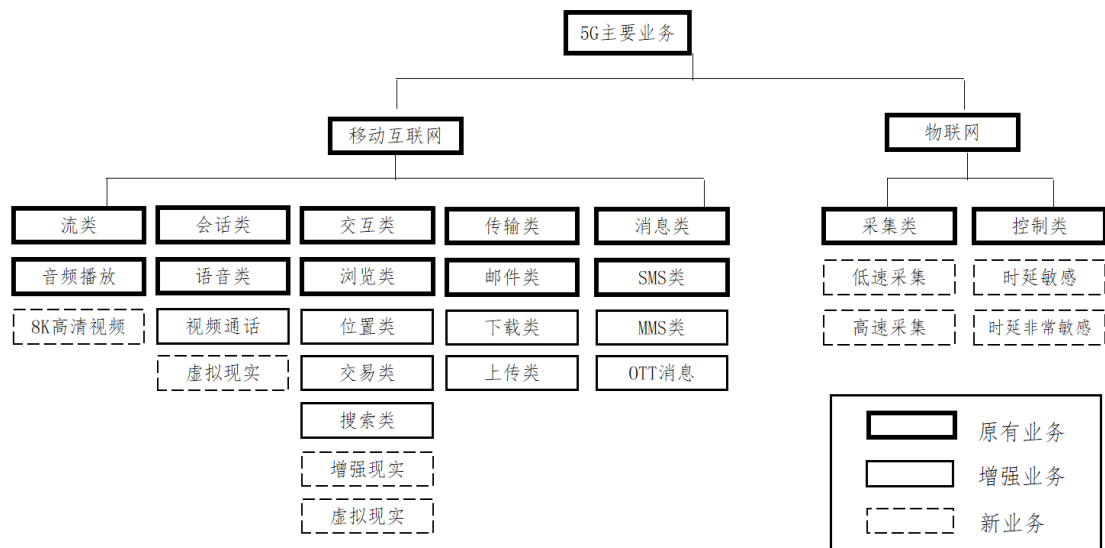 5G主要业务
移动互联网
物联网
流类
会话类
交互类
传输类
消息类
采集类
控制类
音频播放
语音类
浏览类
邮件类
SMS类
低速采集
时延敏感
8K高清视频
视频通话
位置类
下载类
MMS类
高速采集
时延非常敏感
虚拟现实
交易类
上传类
OTT消息
搜索类
增强现实
虚拟现实
原有业务
增强业务
新业务